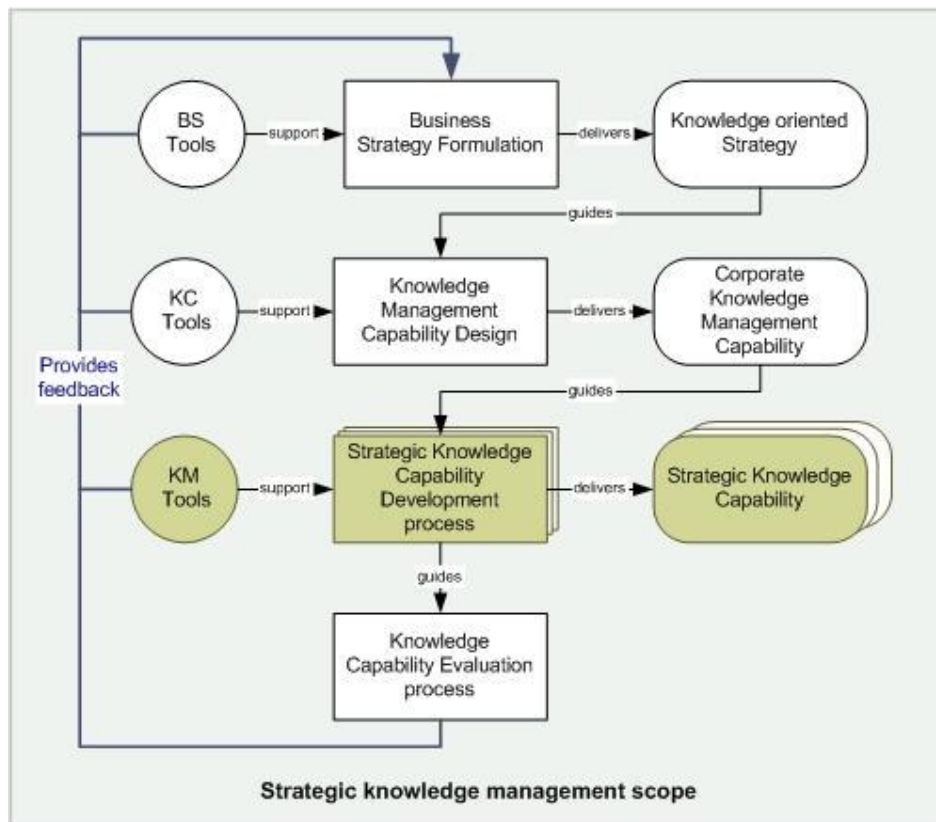 BS
Tools
support
Business
Strategy Formulation
delivers
Knowledge oriented
Strategy
guides
KC
Tools
support
Knowledge
Management
Capability Design
delivers
Corporate
Knowledge
Management
Capability
Provides
feedback
guides
KM
Tools
support
Strategic Knowledge
Capability
Development
process
delivers
Strategic Knowledge
Capability
guides
Knowledge
Capability Evaluation
process
Strategic knowledge management scope